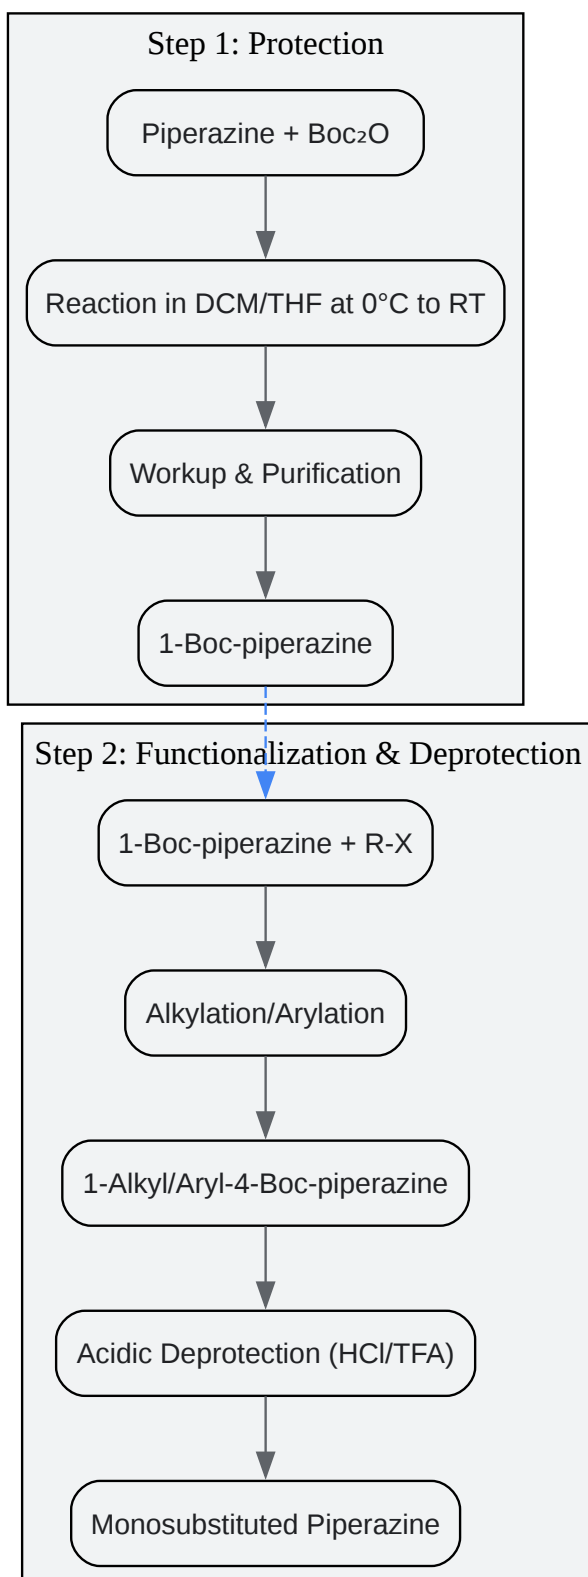 Step 1: Protection
Piperazine + Boc₂O
Reaction in DCM/THF at 0°C to RT
Workup & Purification
1-Boc-piperazine
Step 2: Functionalization & Deprotection
1-Boc-piperazine + R-X
Alkylation/Arylation
1-Alkyl/Aryl-4-Boc-piperazine
Acidic Deprotection (HCl/TFA)
Monosubstituted Piperazine